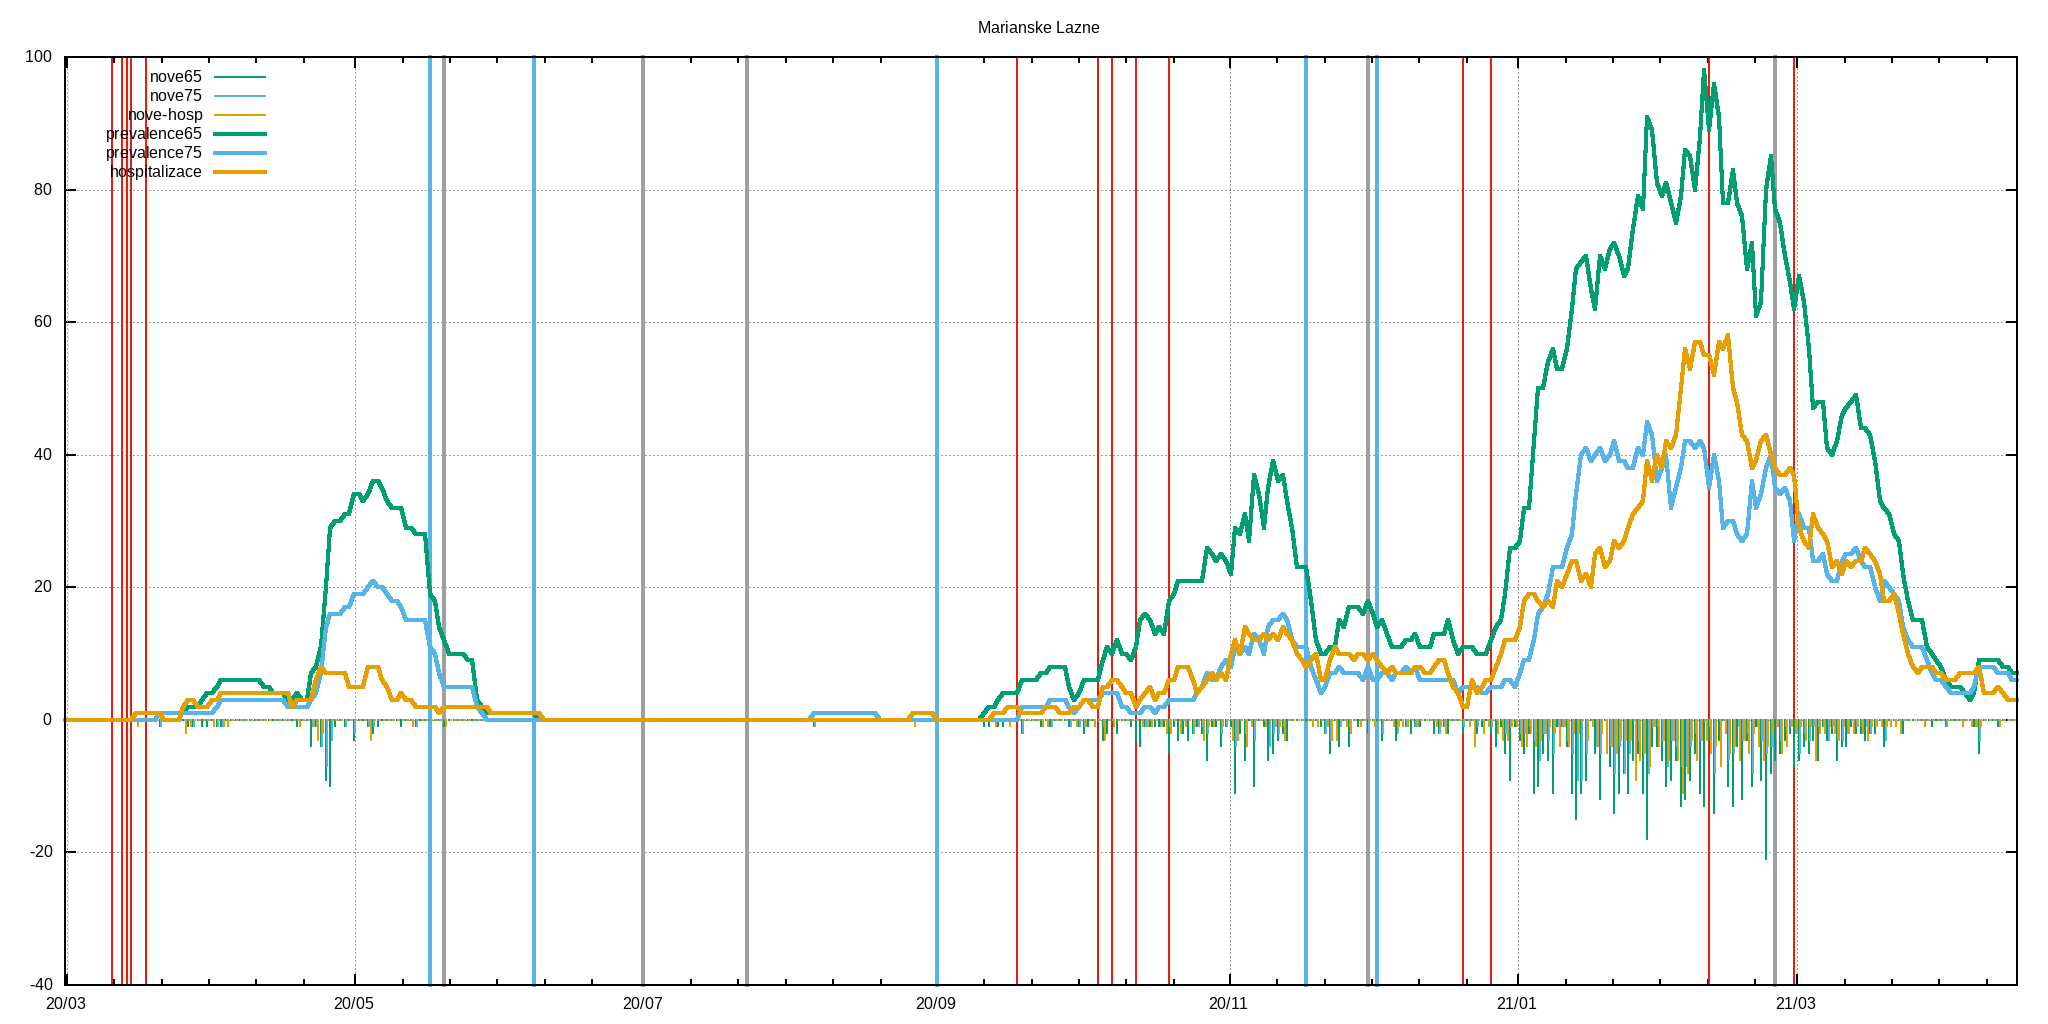 Marianske Lazne
100
nove65
nove75
nove-hosp
prevalence65
prevalence75
hospitalizace
80
60
40
20
0
-20
-40
20/03 20/05 20/07 20/09 20/11 21/01 21/03